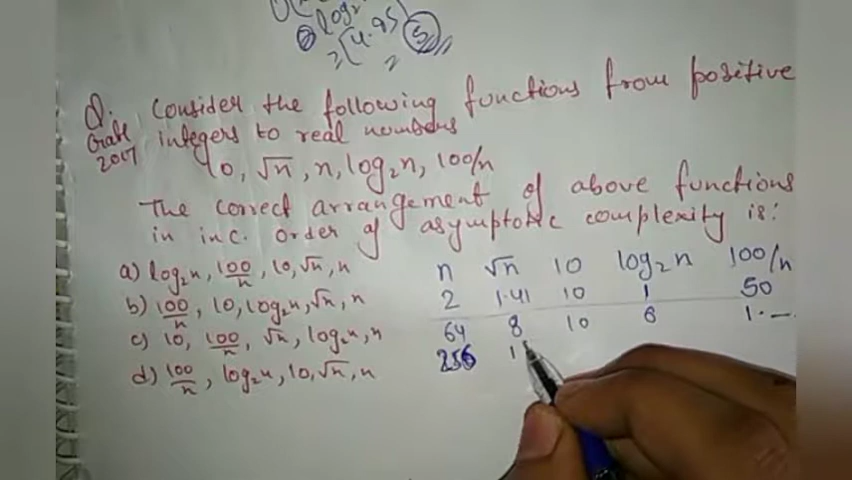 log₂
4.95
5
Q. Consider the following functions from positive
Gate integers to real numbers
2017
10, √n, n, log₂n, 100/n
The correct arrangement of above functions
in inc. order of asymptotic complexity is:
a) log₂n, 100/n, 10, √n, n
b) 100/n, 10, log₂n, √n, n
c) 10, 100/n, √n, log₂n, n
d) 100/n, log₂n, 10, √n, n
n √n 10 log₂n 100/n
2 1.41 10 1 50
64 8 10 6 1.—
256 1